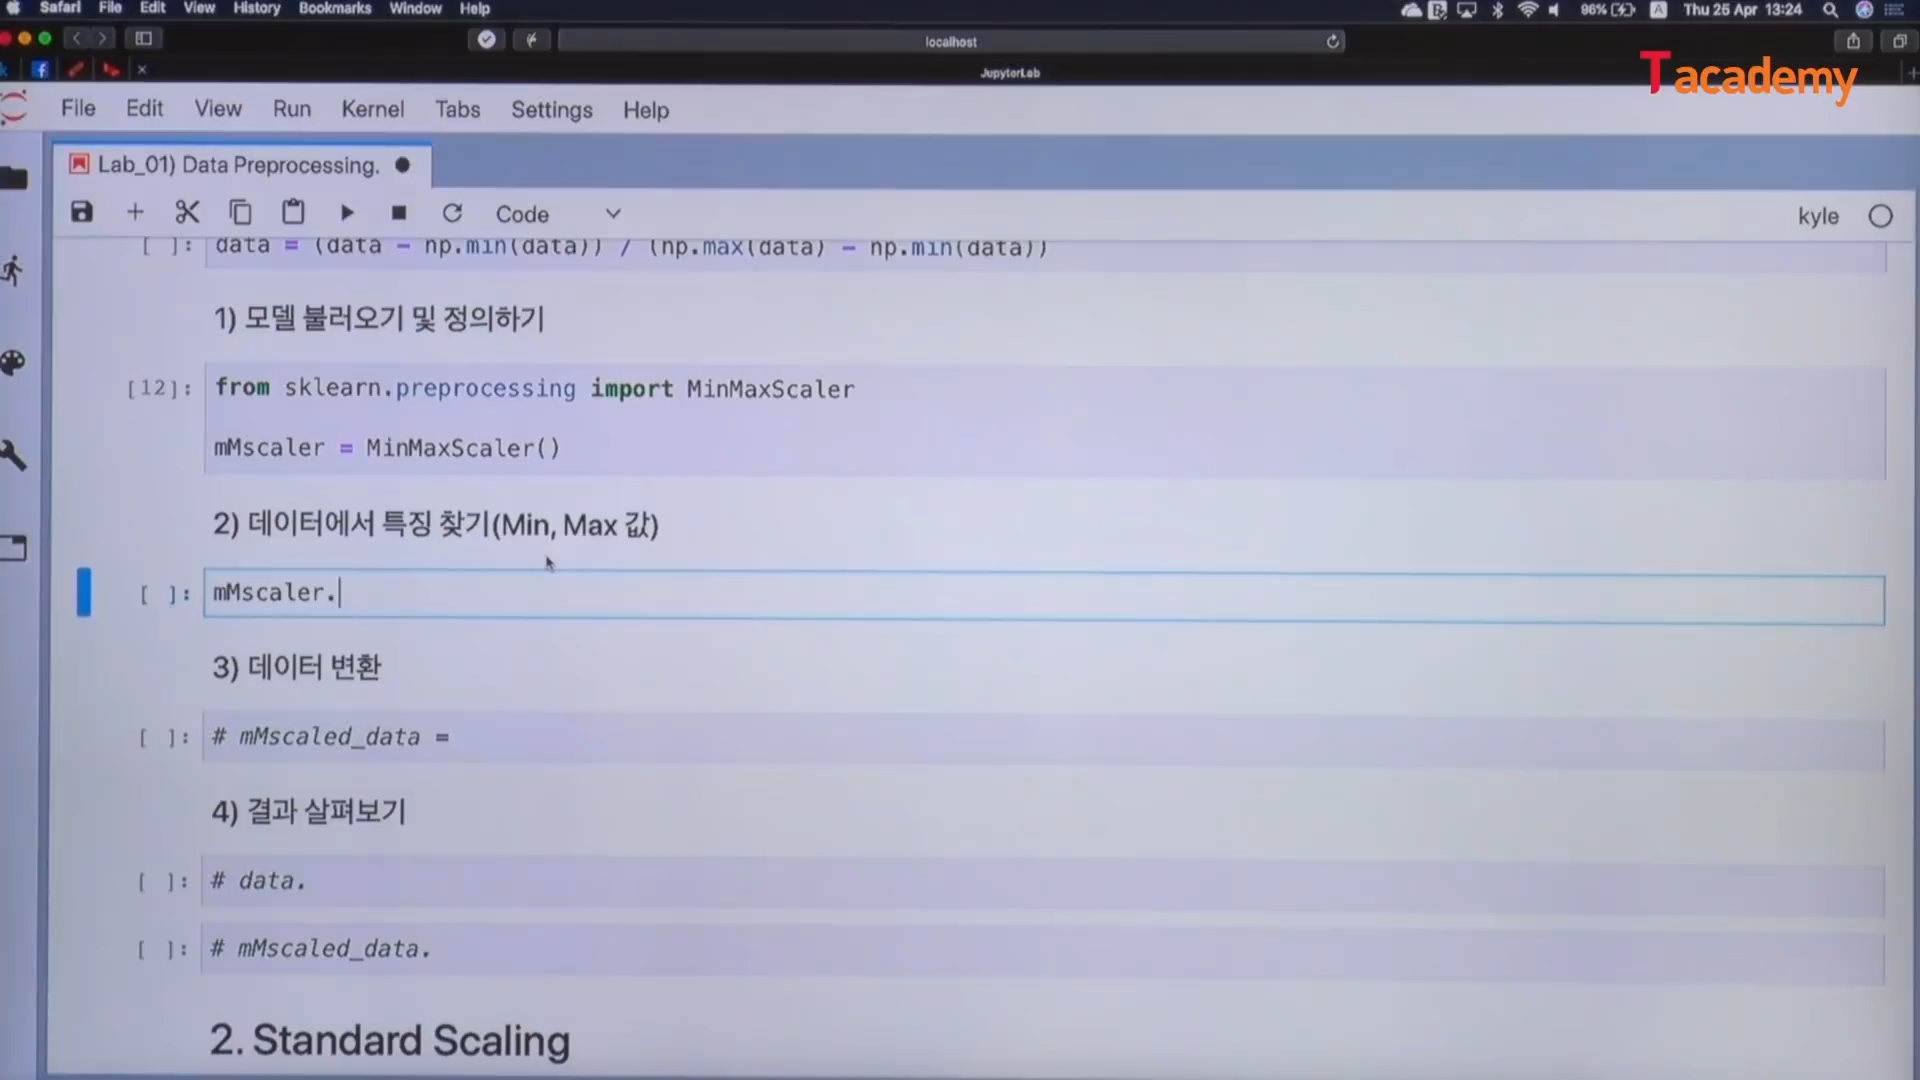 Safari File Edit View History Bookmarks Window Help
96% A Thu 25 Apr 13:24
localhost
JupyterLab
Tacademy
File Edit View Run Kernel Tabs Settings Help
Lab_01) Data Preprocessing.
Code
kyle
[ ]: data = (data - np.min(data)) / (np.max(data) - np.min(data))
1) 모델 불러오기 및 정의하기
[12]: from sklearn.preprocessing import MinMaxScaler
mMscaler = MinMaxScaler()
2) 데이터에서 특징 찾기(Min, Max 값)
[ ]: mMscaler.
3) 데이터 변환
[ ]: # mMscaled_data =
4) 결과 살펴보기
[ ]: # data.
[ ]: # mMscaled_data.
2. Standard Scaling